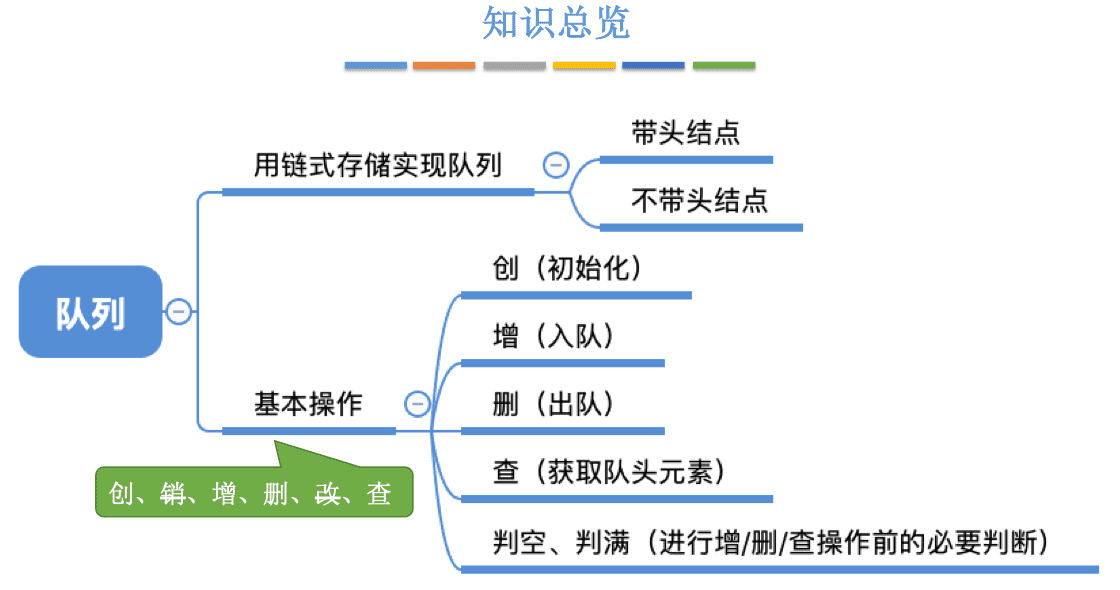 知识总览
带头结点
用链式存储实现队列
不带头结点
创（初始化）
队列
增（入队）
基本操作
删（出队）
创、销、增、删、改、查
查（获取队头元素）
判空、判满（进行增/删/查操作前的必要判断）